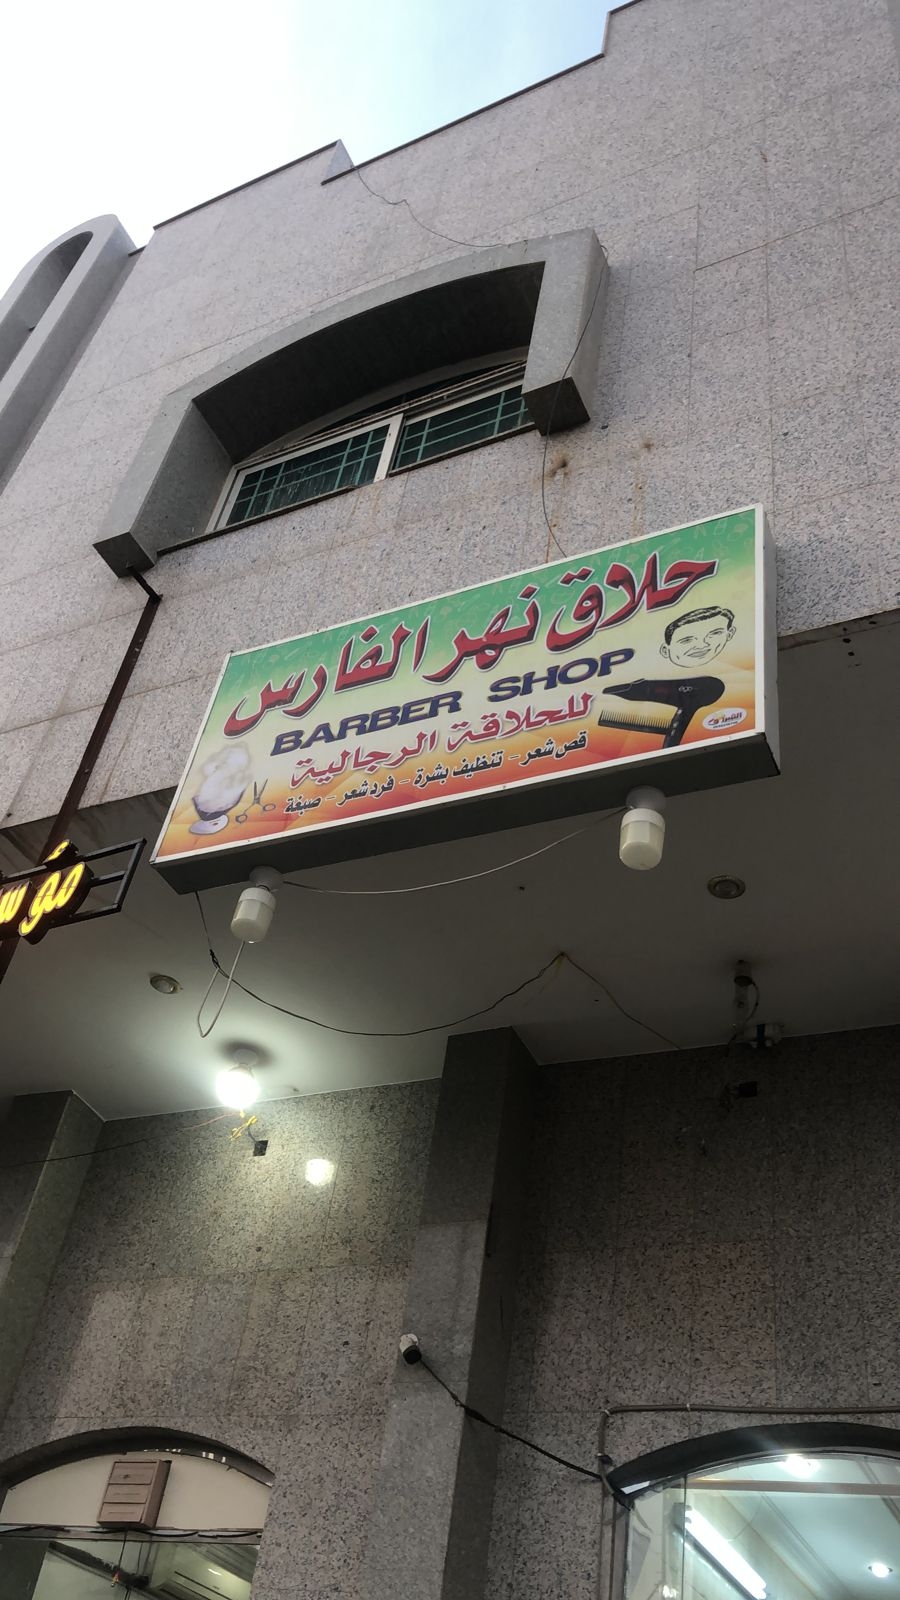 حلاق نهر الفارس
BARBER SHOP
للحلاقة الرجالية
قص شعر - تنظيف بشرة - فرد شعر - صبغة